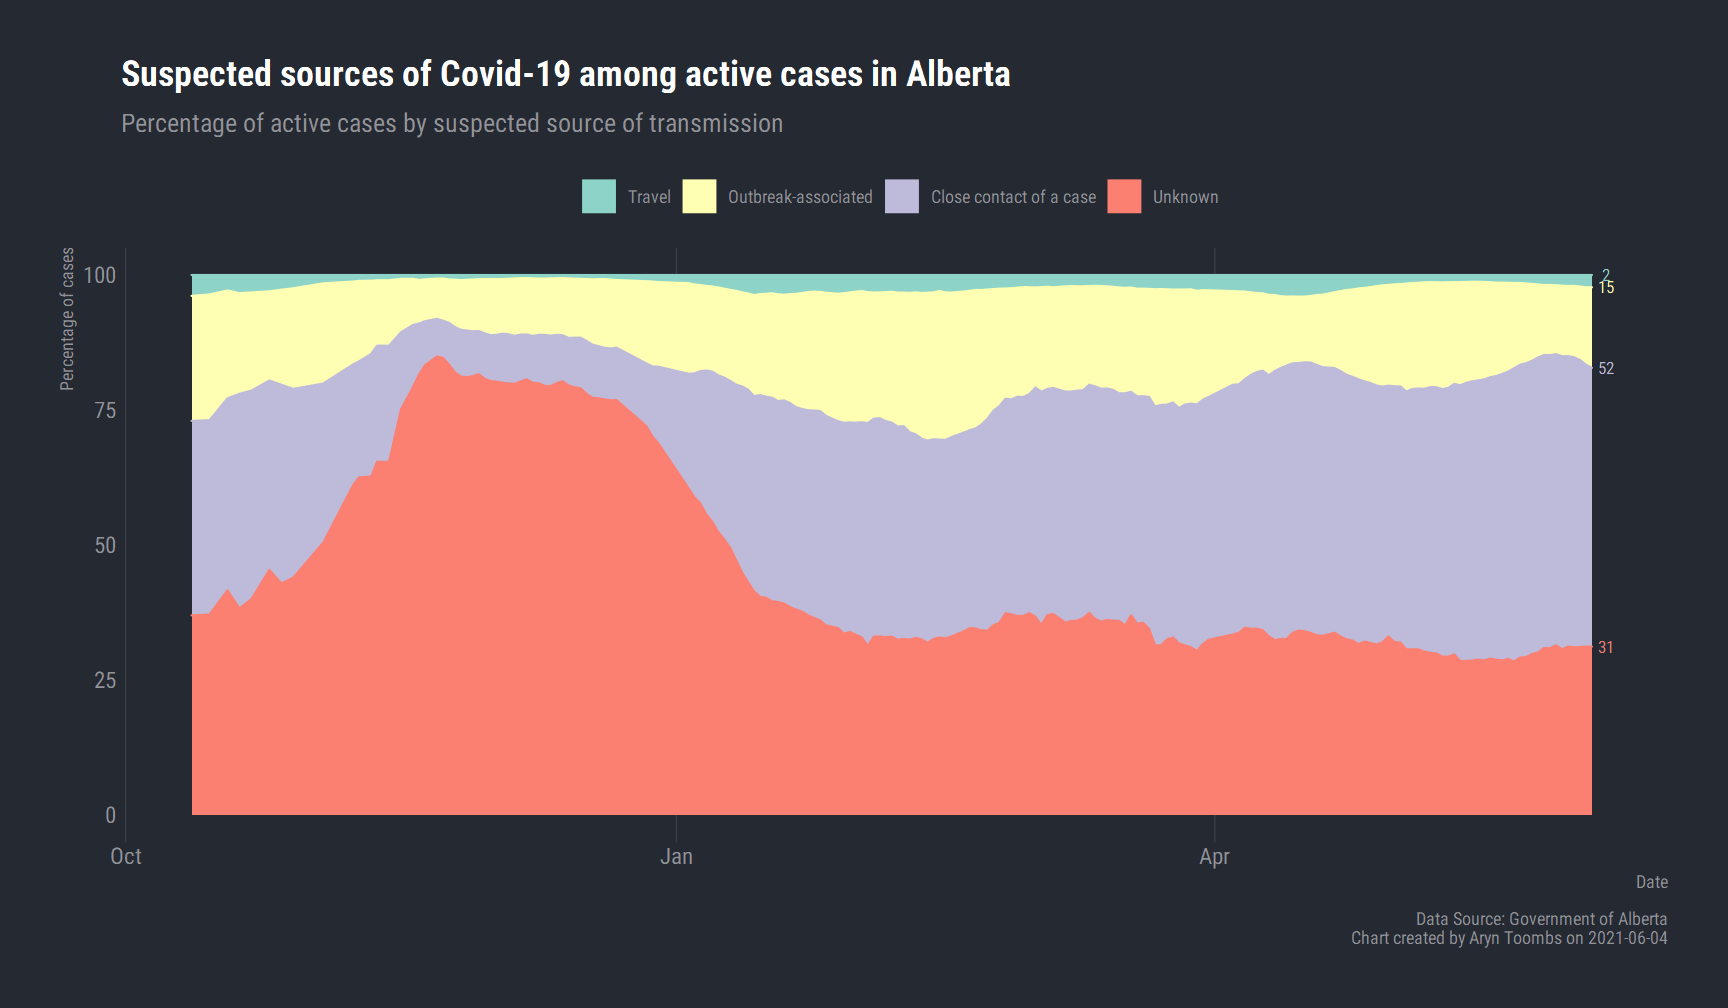 Suspected sources of Covid-19 among active cases in Alberta
Percentage of active cases by suspected source of transmission
Travel Outbreak-associated Close contact of a case Unknown
Percentage of cases
100
75
50
25
0
2
15
52
31
Oct Jan Apr
Date
Data Source: Government of Alberta
Chart created by Aryn Toombs on 2021-06-04